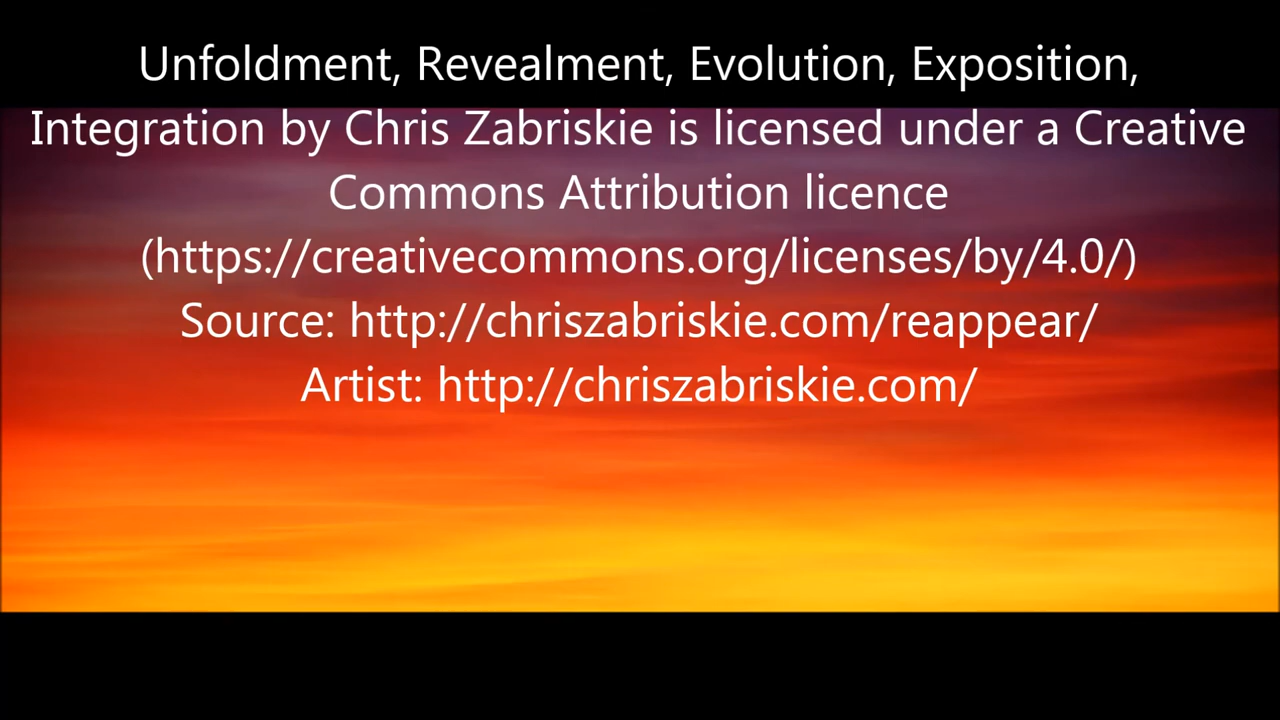 Unfoldment, Revealment, Evolution, Exposition,
Integration by Chris Zabriskie is licensed under a Creative
Commons Attribution licence
(https://creativecommons.org/licenses/by/4.0/)
Source: http://chriszabriskie.com/reappear/
Artist: http://chriszabriskie.com/